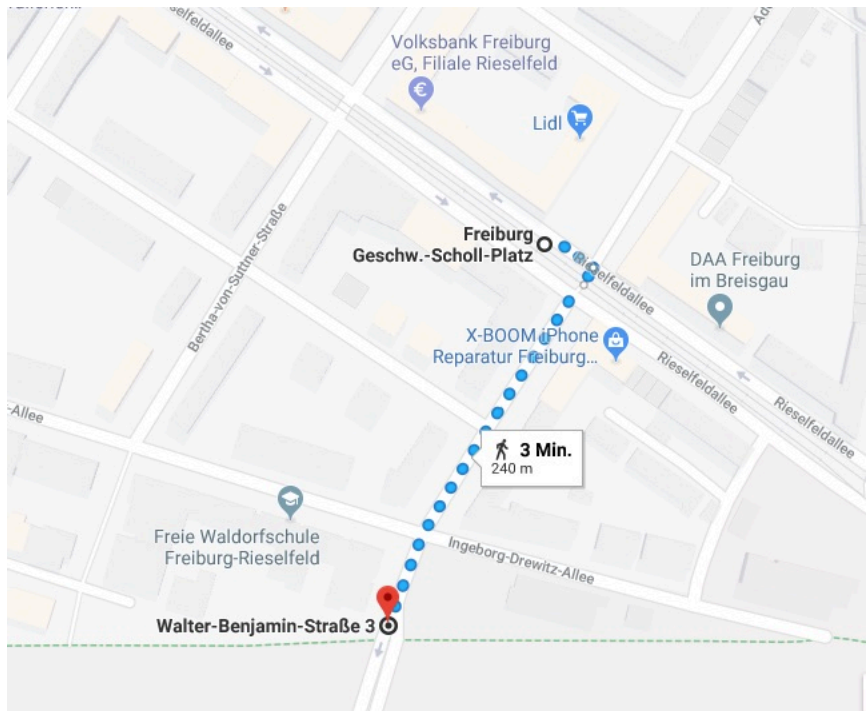 Rieselfeldallee
Volksbank Freiburg
eG, Filiale Rieselfeld
€
Lidl
Freiburg
Geschw.-Scholl-Platz
Rieselfeldallee
DAA Freiburg
im Breisgau
Bertha-von-Suttner-Straße
X-BOOM iPhone
Reparatur Freiburg...
Rieselfeldallee
Rieselfeldallee
-Allee
3 Min.
240 m
Freie Waldorfschule
Freiburg-Rieselfeld
Ingeborg-Drewitz-Allee
Walter-Benjamin-Straße 3